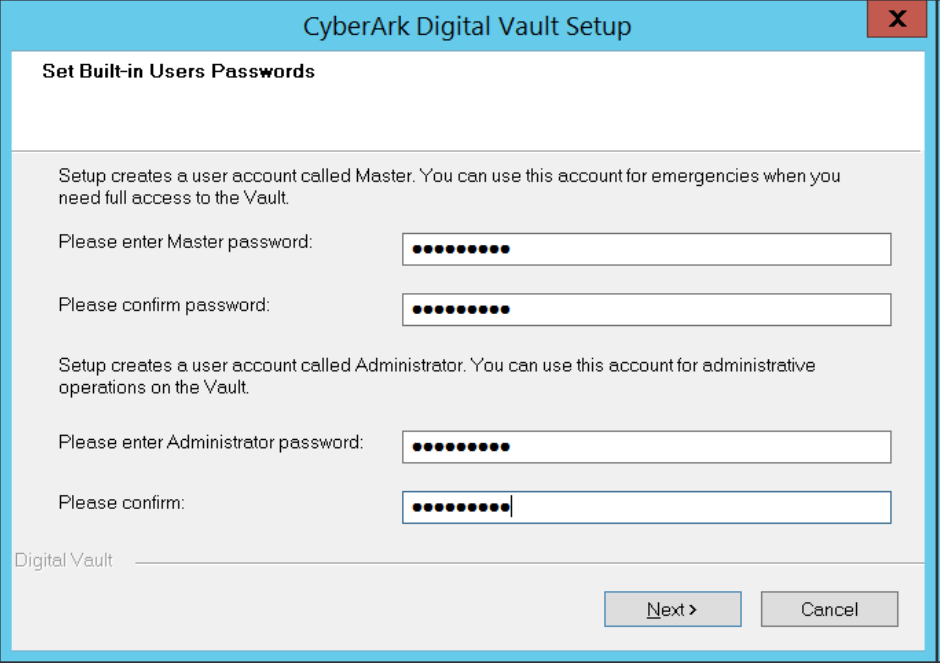 CyberArk Digital Vault Setup
X
Set Built-in Users Passwords
Setup creates a user account called Master. You can use this account for emergencies when you
need full access to the Vault.
Please enter Master password:
●●●●●●●●●
Please confirm password:
●●●●●●●●●
Setup creates a user account called Administrator. You can use this account for administrative
operations on the Vault.
Please enter Administrator password:
●●●●●●●●●
Please confirm:
●●●●●●●●●
Digital Vault
Next >
Cancel